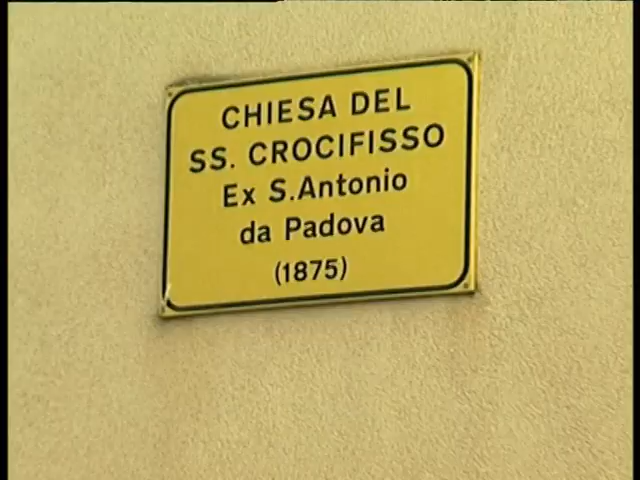 CHIESA DEL
SS. CROCIFISSO
Ex S.Antonio
da Padova
(1875)